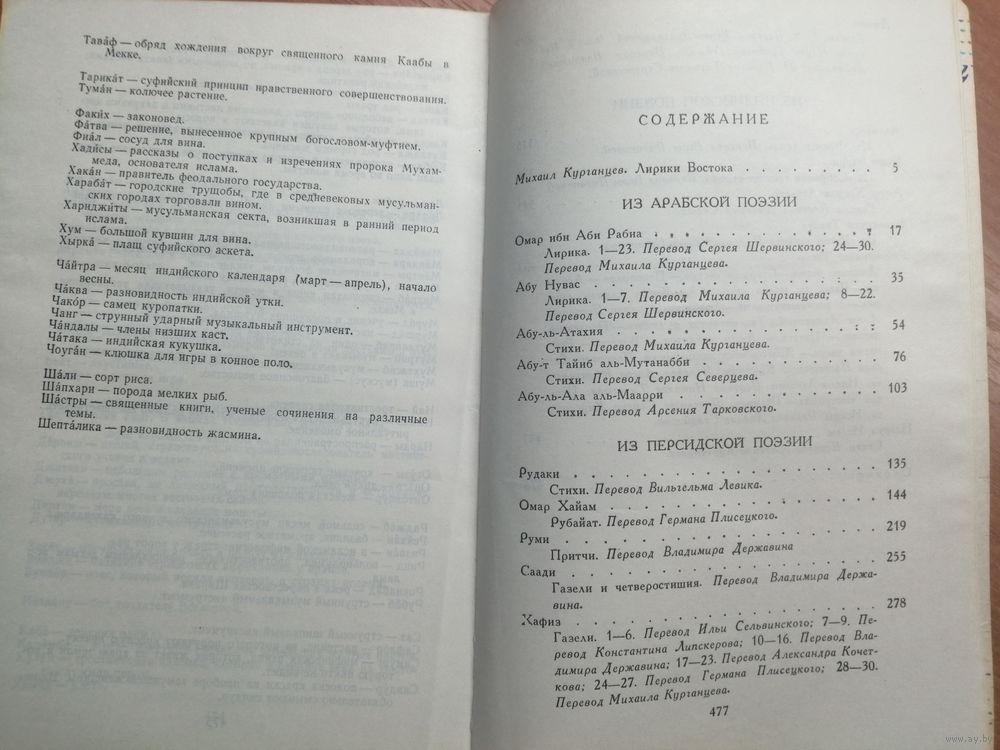 Тава́ф — обряд хождения вокруг священного камня Каабы в
Мекке.
Тарика́т — суфийский принцип нравственного совершенствования.
Тума́н — колючее растение.
Факи́х — законовед.
Фа́тва — решение, вынесенное крупным богословом-муфтием.
Фиа́л — сосуд для вина.
Хади́сы — рассказы о поступках и изречениях пророка Мухам-
меда, основателя ислама.
Хака́н — правитель феодального государства.
Хараба́т — городские трущобы, где в средневековых мусульман-
ских городах торговали вином.
Хариджи́ты — мусульманская секта, возникшая в ранний период
ислама.
Хум — большой кувшин для вина.
Хырка́ — плащ суфийского аскета.
Ча́йтра — месяц индийского календаря (март — апрель), начало
весны.
Ча́ква — разновидность индийской утки.
Чако́р — самец куропатки.
Чанг — струнный ударный музыкальный инструмент.
Ча́ндалы — члены низших каст.
Ча́така — индийская кукушка.
Чоуга́н — клюшка для игры в конное поло.
Ша́ли — сорт риса.
Ша́пхари — порода мелких рыб.
Ша́стры — священные книги, ученые сочинения на различные
темы.
Шепта́лика — разновидность жасмина.
СОДЕРЖАНИЕ
Михаил Курганцев. Лирики Востока . . . . . . . . . 5
ИЗ АРАБСКОЙ ПОЭЗИИ
Омар ибн Аби Рабиа . . . . . . . . . . 17
Лирика. 1—23. Перевод Сергея Шервинского; 24—30.
Перевод Михаила Курганцева.
Абу Нувас . . . . . . . . . . . . . 35
Лирика. 1—7. Перевод Михаила Курганцева; 8—22.
Перевод Сергея Шервинского.
Абу-ль-Атахия . . . . . . . . . . . . 54
Стихи. Перевод Михаила Курганцева.
Абу-т Тайиб аль-Мутанабби . . . . . . . . 76
Стихи. Перевод Сергея Северцева.
Абу-ль-Ала аль-Маарри . . . . . . . . . 103
Стихи. Перевод Арсения Тарковского.
ИЗ ПЕРСИДСКОЙ ПОЭЗИИ
Рудаки . . . . . . . . . . . . . . 135
Стихи. Перевод Вильгельма Левика.
Омар Хайам . . . . . . . . . . . . 144
Рубайат. Перевод Германа Плисецкого.
Руми . . . . . . . . . . . . . . . 219
Притчи. Перевод Владимира Державина
Саади . . . . . . . . . . . . . . 255
Газели и четверостишия. Перевод Владимира Держа-
вина.
Хафиз . . . . . . . . . . . . . . 278
Газели. 1—6. Перевод Ильи Сельвинского; 7—9. Пе-
ревод Константина Липскерова; 10—16. Перевод Вла-
димира Державина; 17—23. Перевод Александра Кочет-
кова; 24—27. Перевод Германа Плисецкого; 28—30.
Перевод Михаила Курганцева.
477
www.ay.by